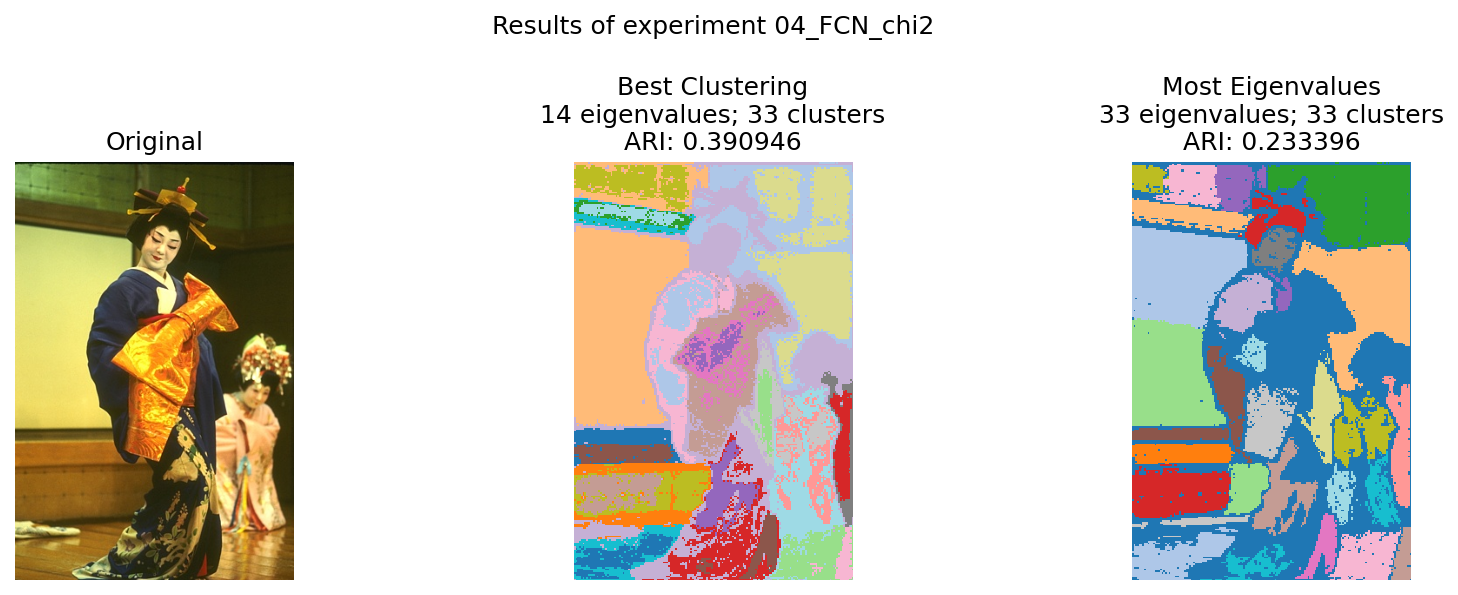 Results of experiment 04_FCN_chi2
Original
Best Clustering
14 eigenvalues; 33 clusters
ARI: 0.390946
Most Eigenvalues
33 eigenvalues; 33 clusters
ARI: 0.233396